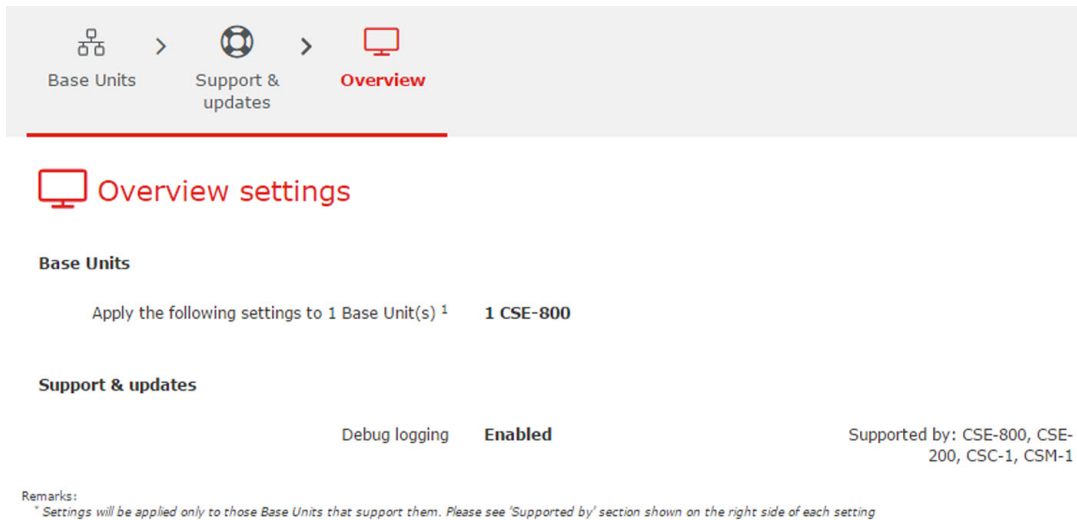 Base Units
Support &
updates
Overview
Overview settings
Base Units
Apply the following settings to 1 Base Unit(s) 1 1 CSE-800
Support & updates
Debug logging Enabled Supported by: CSE-800, CSE-
200, CSC-1, CSM-1
Remarks:
* Settings will be applied only to those Base Units that support them. Please see 'Supported by' section shown on the right side of each setting